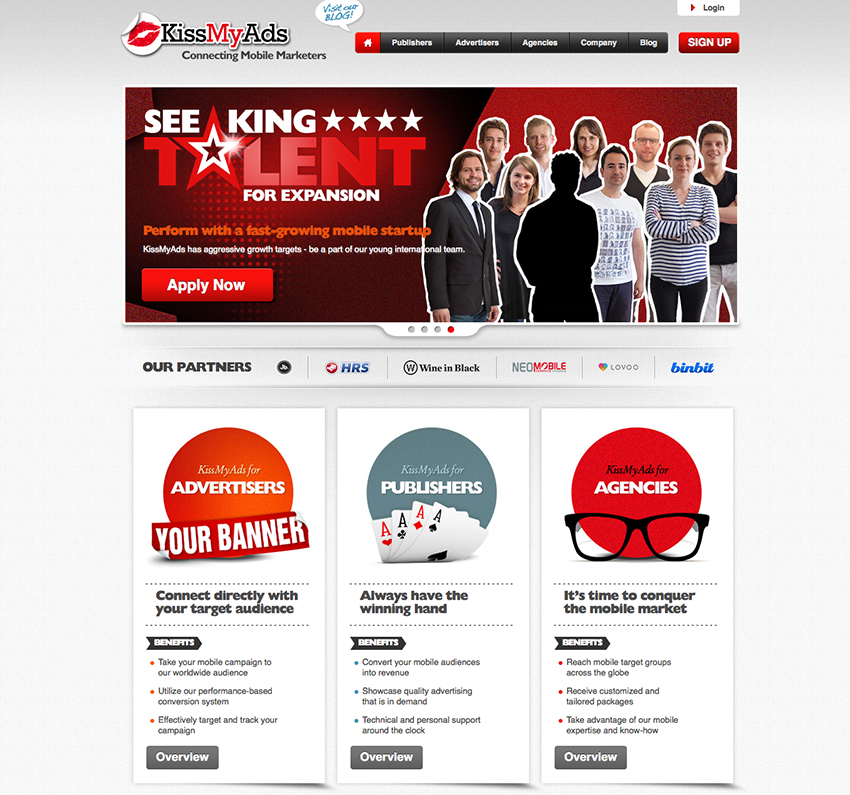 Visit our
BLOG!
Login
KissMyAds
Connecting Mobile Marketers
Publishers
Advertisers
Agencies
Company
Blog
SIGN UP
SEEKING
TALENT
FOR EXPANSION
Perform with a fast-growing mobile startup
KissMyAds has aggressive growth targets - be a part of our young international team.
Apply Now
OUR PARTNERS
HRS
W Wine in Black
NEOMOBILE
LOVOO
binbit
KissMyAds for
ADVERTISERS
YOUR BANNER
Connect directly with
your target audience
BENEFITS
Take your mobile campaign to
our worldwide audience
Utilize our performance-based
conversion system
Effectively target and track your
campaign
Overview
KissMyAds for
PUBLISHERS
A A A A
Always have the
winning hand
BENEFITS
Convert your mobile audiences
into revenue
Showcase quality advertising
that is in demand
Technical and personal support
around the clock
Overview
KissMyAds for
AGENCIES
It's time to conquer
the mobile market
BENEFITS
Reach mobile target groups
across the globe
Receive customized and
tailored packages
Take advantage of our mobile
expertise and know-how
Overview